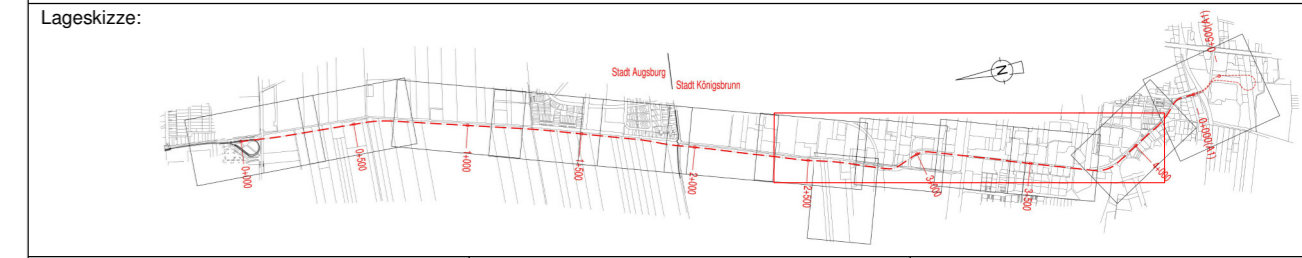 Lageskizze:
Stadt Augsburg
Stadt Königsbrunn
N
0+000
0+500
1+000
1+500
2+000
2+500
3+000
3+500
4+000
0+000(A1)
0+500(A1)